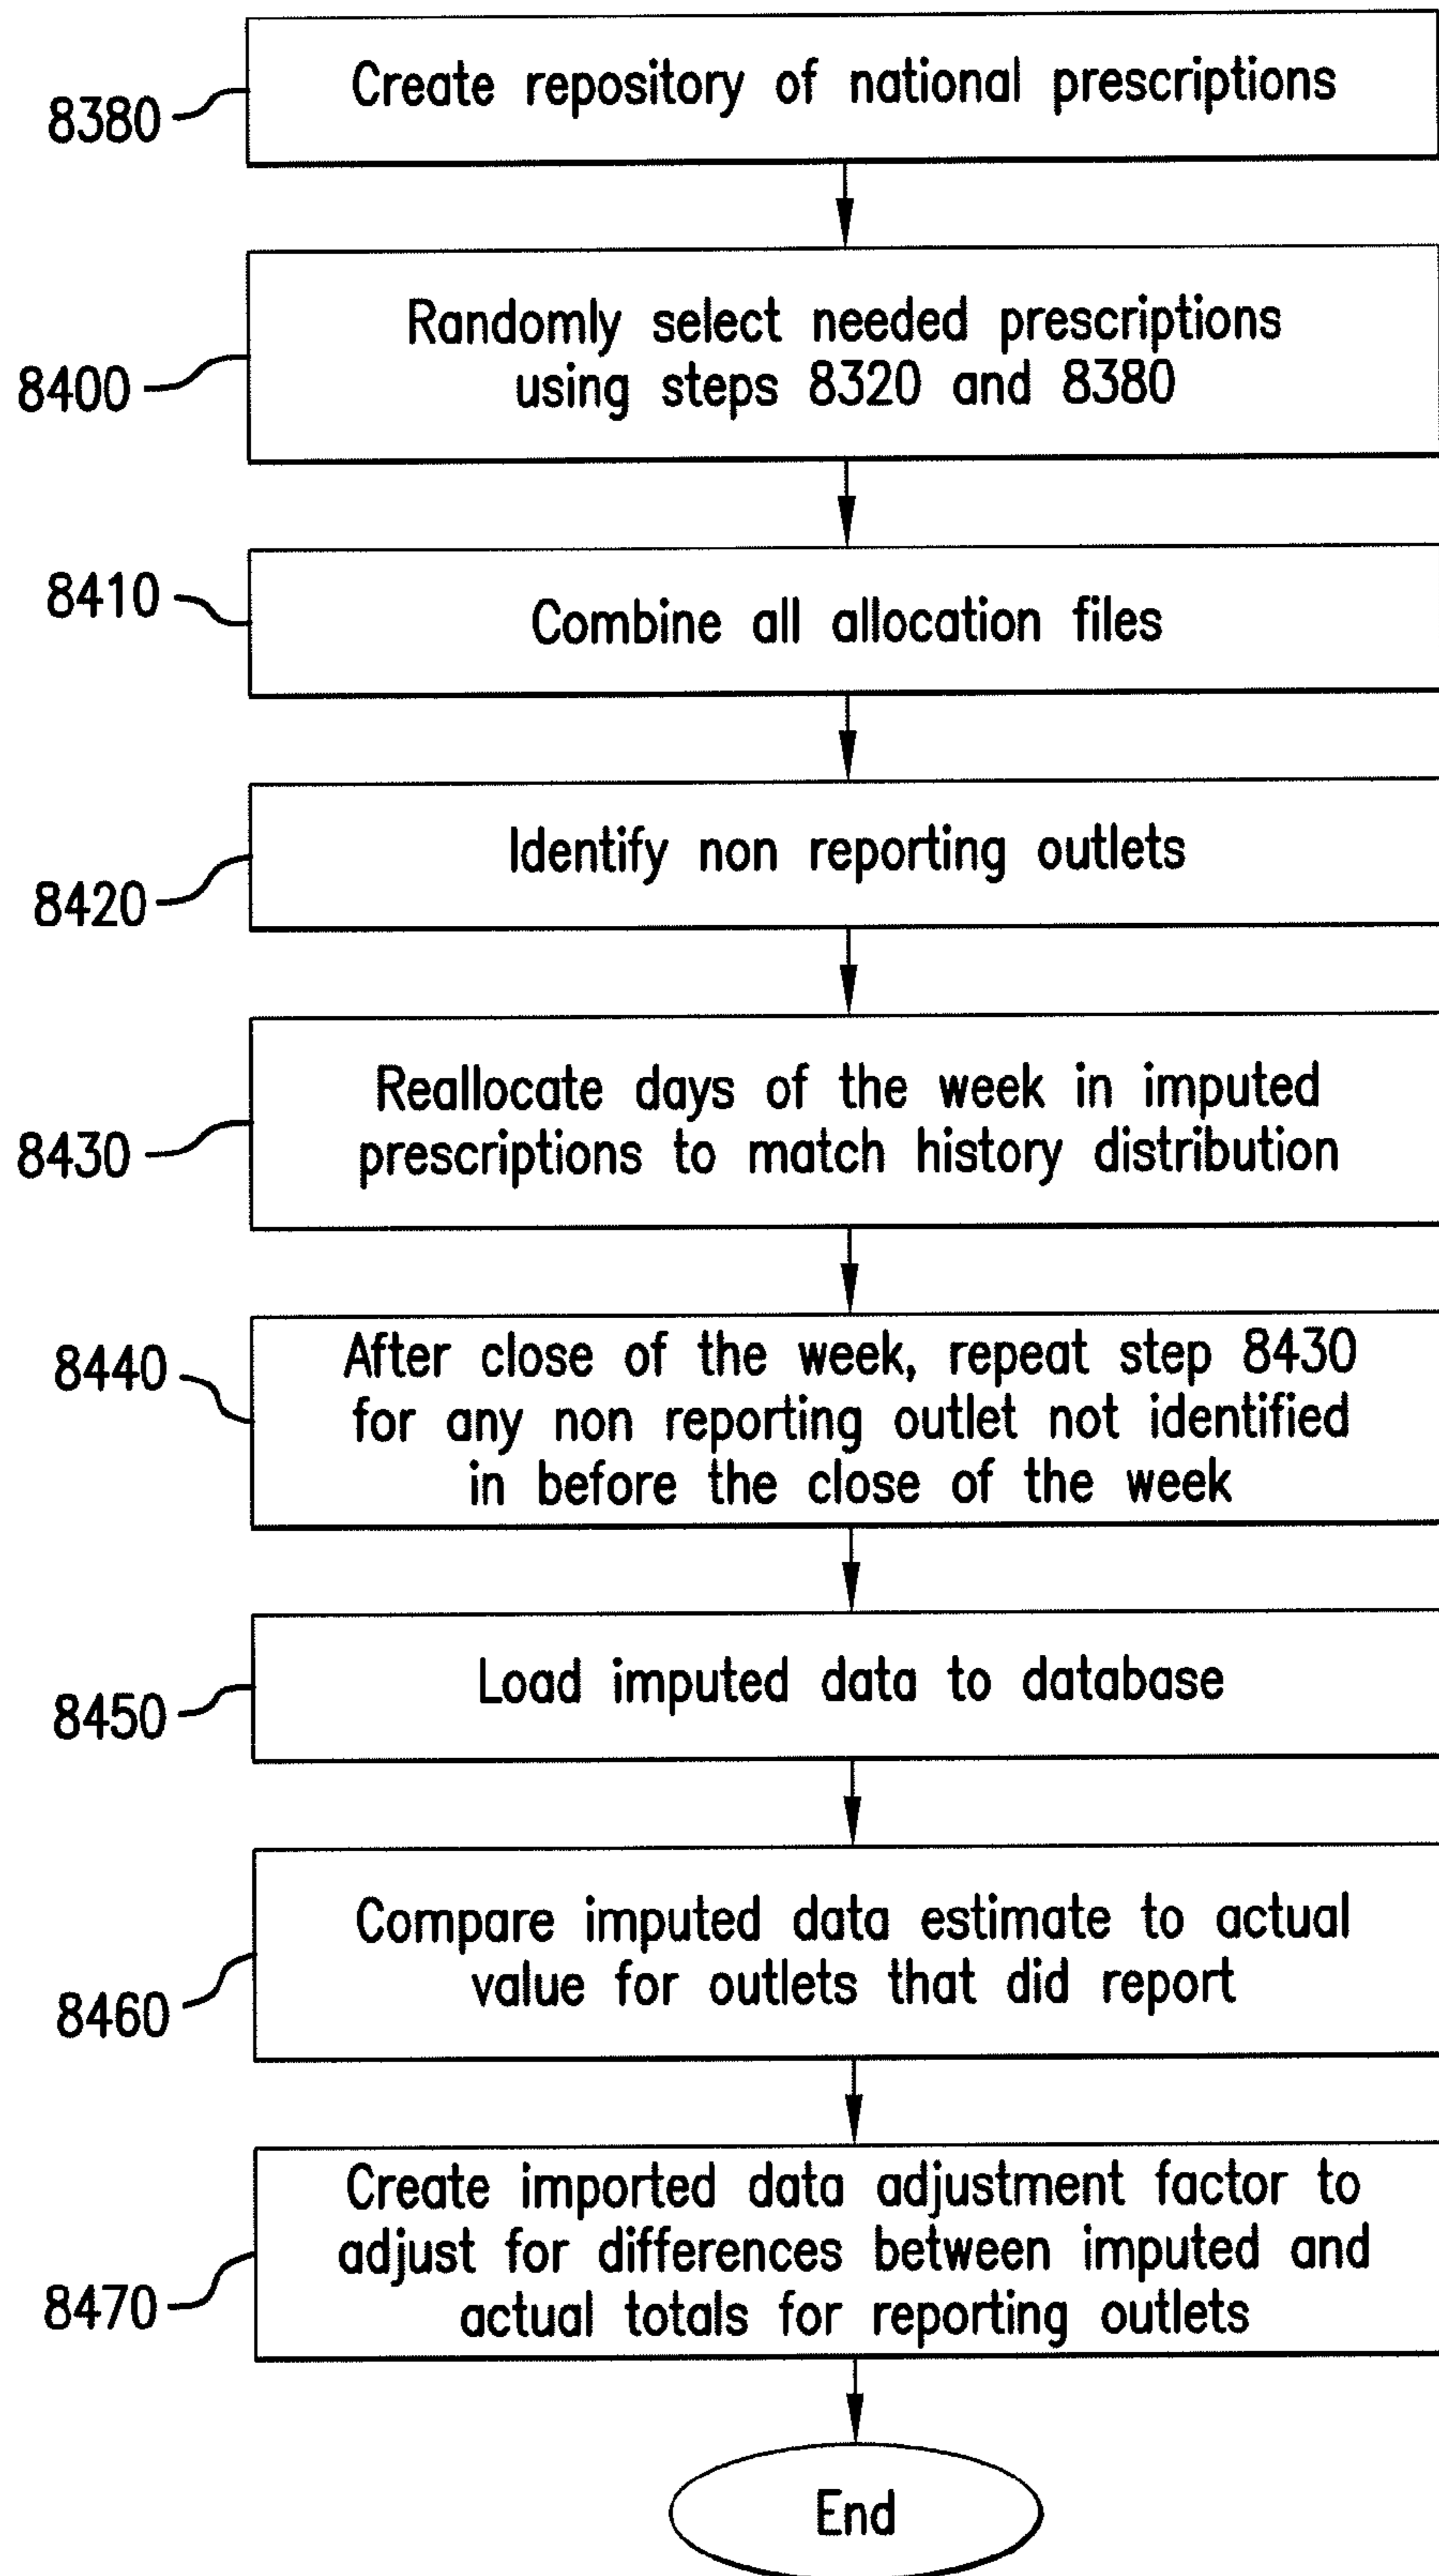 8380
Create repository of national prescriptions
8400
Randomly select needed prescriptions
using steps 8320 and 8380
8410
Combine all allocation files
8420
Identify non reporting outlets
8430
Reallocate days of the week in imputed
prescriptions to match history distribution
8440
After close of the week, repeat step 8430
for any non reporting outlet not identified
in before the close of the week
8450
Load imputed data to database
8460
Compare imputed data estimate to actual
value for outlets that did report
8470
Create imported data adjustment factor to
adjust for differences between imputed and
actual totals for reporting outlets
End